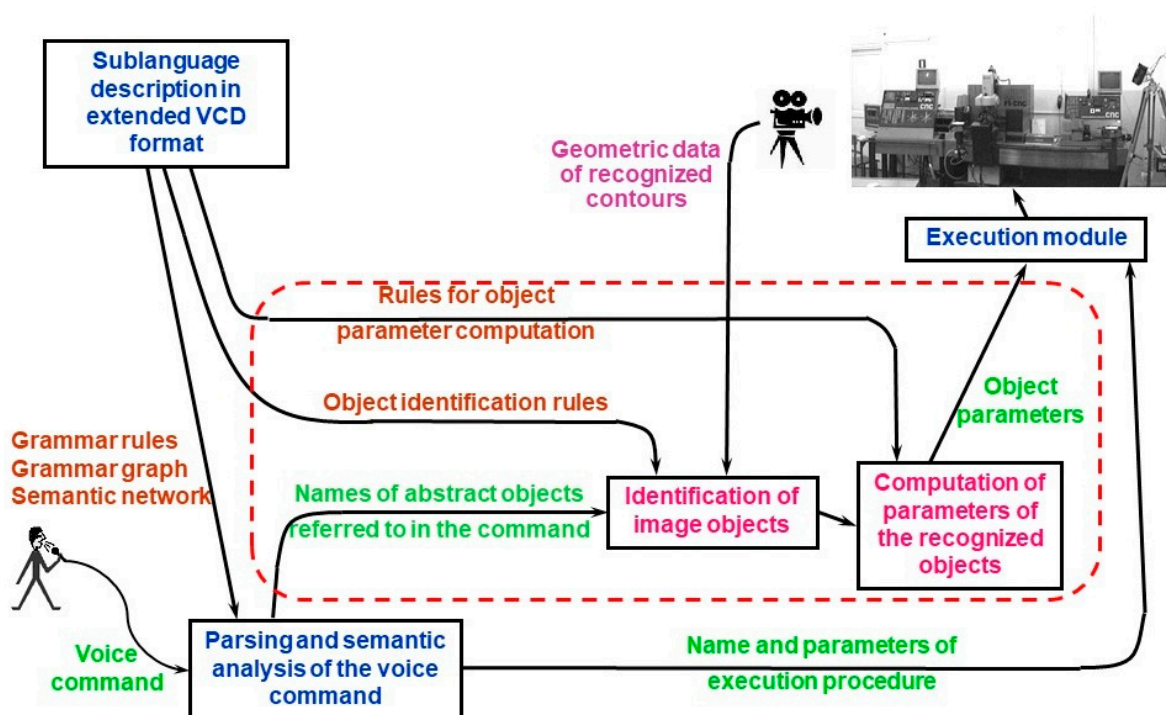 Sublanguage
description in
extended VCD
format
Geometric data
of recognized
contours
CNC
CNC
Execution module
Rules for object
parameter computation
Object identification rules
Object
parameters
Grammar rules
Grammar graph
Semantic network
Names of abstract objects
referred to in the command
Identification of
image objects
Computation of
parameters of
the recognized
objects
Voice
command
Parsing and semantic
analysis of the voice
command
Name and parameters of
execution procedure